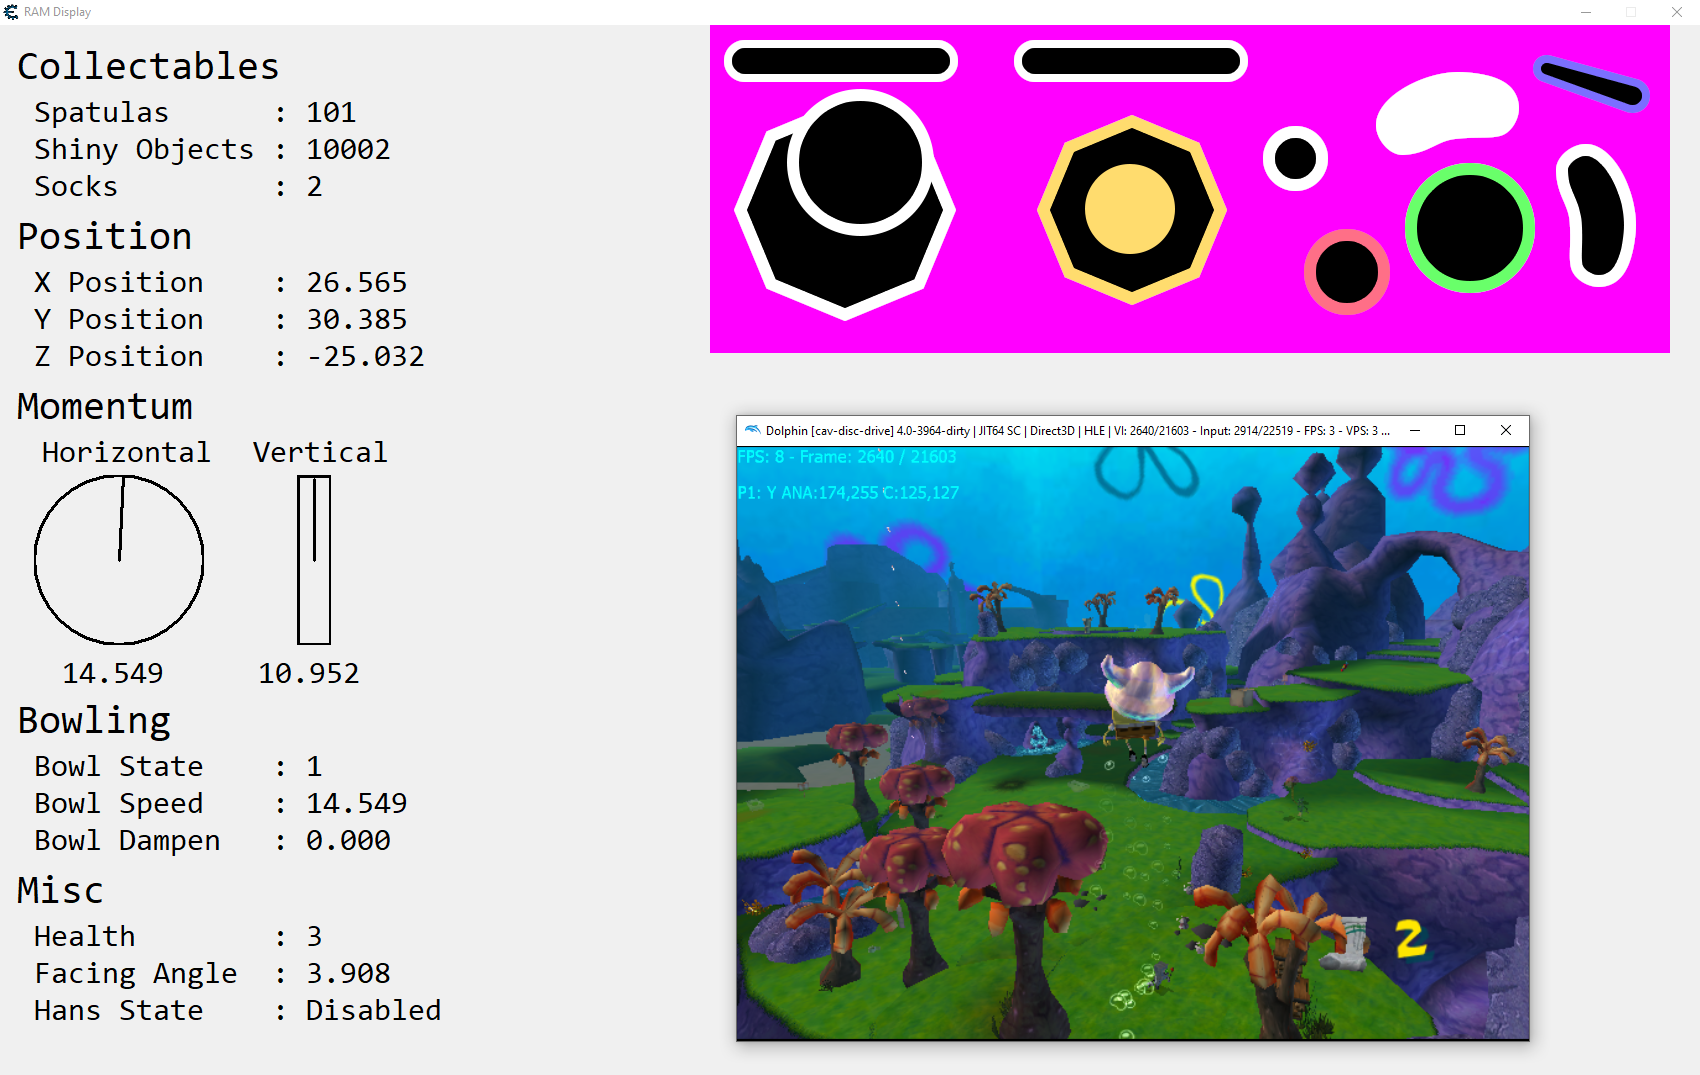 RAM Display
Collectables
Spatulas : 101
Shiny Objects : 10002
Socks : 2
Position
X Position : 26.565
Y Position : 30.385
Z Position : -25.032
Momentum
Horizontal Vertical
14.549 10.952
Bowling
Bowl State : 1
Bowl Speed : 14.549
Bowl Dampen : 0.000
Misc
Health : 3
Facing Angle : 3.908
Hans State : Disabled
Dolphin [cav-disc-drive] 4.0-3964-dirty | JIT64 SC | Direct3D | HLE | VI: 2640/21603 - Input: 2914/22519 - FPS: 3 - VPS: 3 ...
FPS: 8 - Frame: 2640 / 21603
P1: Y ANA:174,255 C:125,127
2